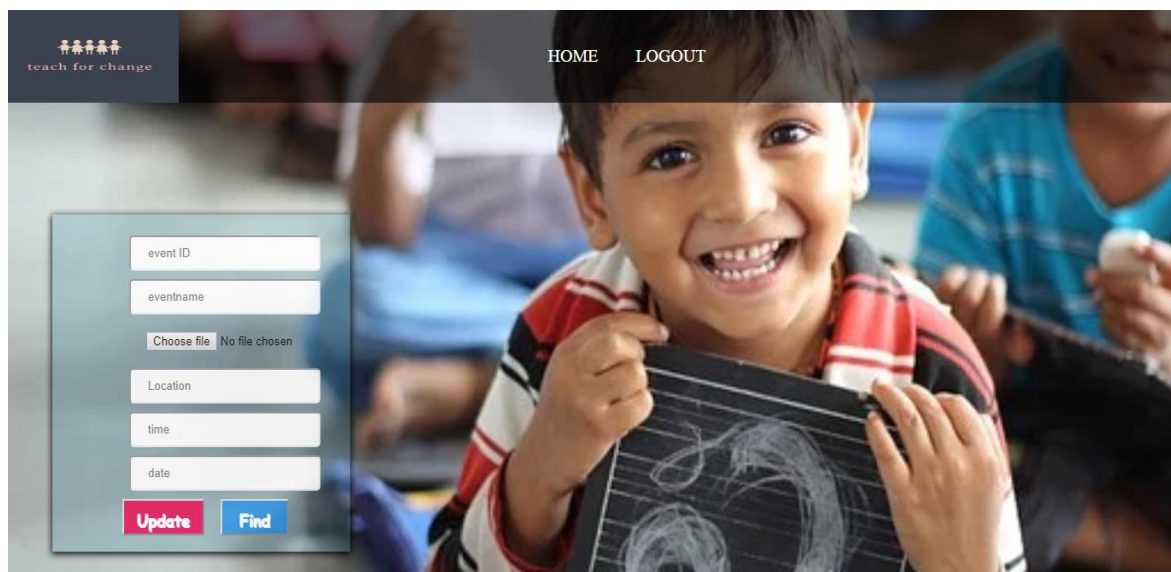 teach for change
HOME LOGOUT
event ID
eventname
Choose file No file chosen
Location
time
date
Update Find